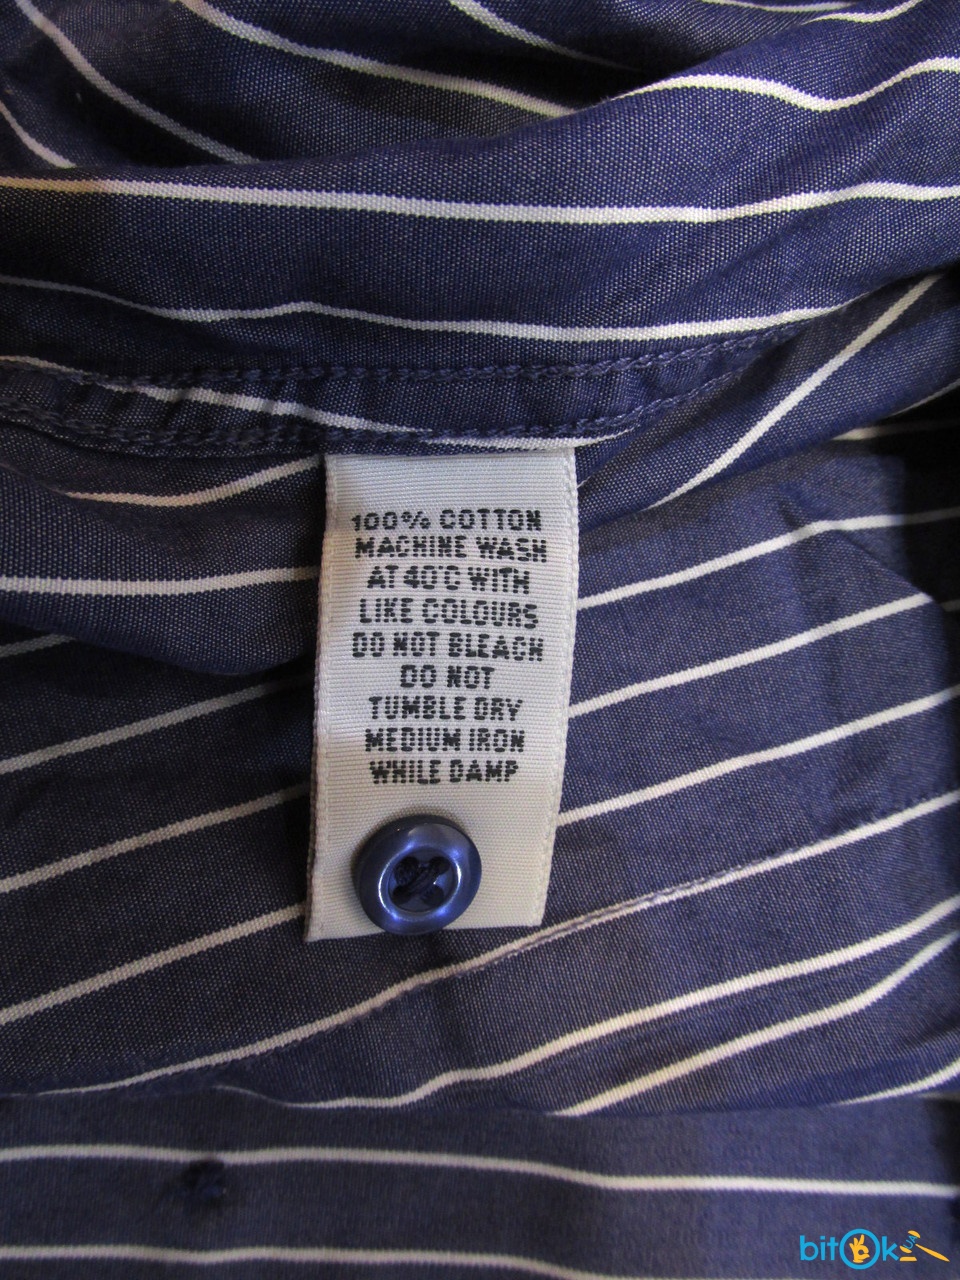 100% COTTON
MACHINE WASH
AT 40°C WITH
LIKE COLOURS
DO NOT BLEACH
DO NOT
TUMBLE DRY
MEDIUM IRON
WHILE DAMP
bitOk